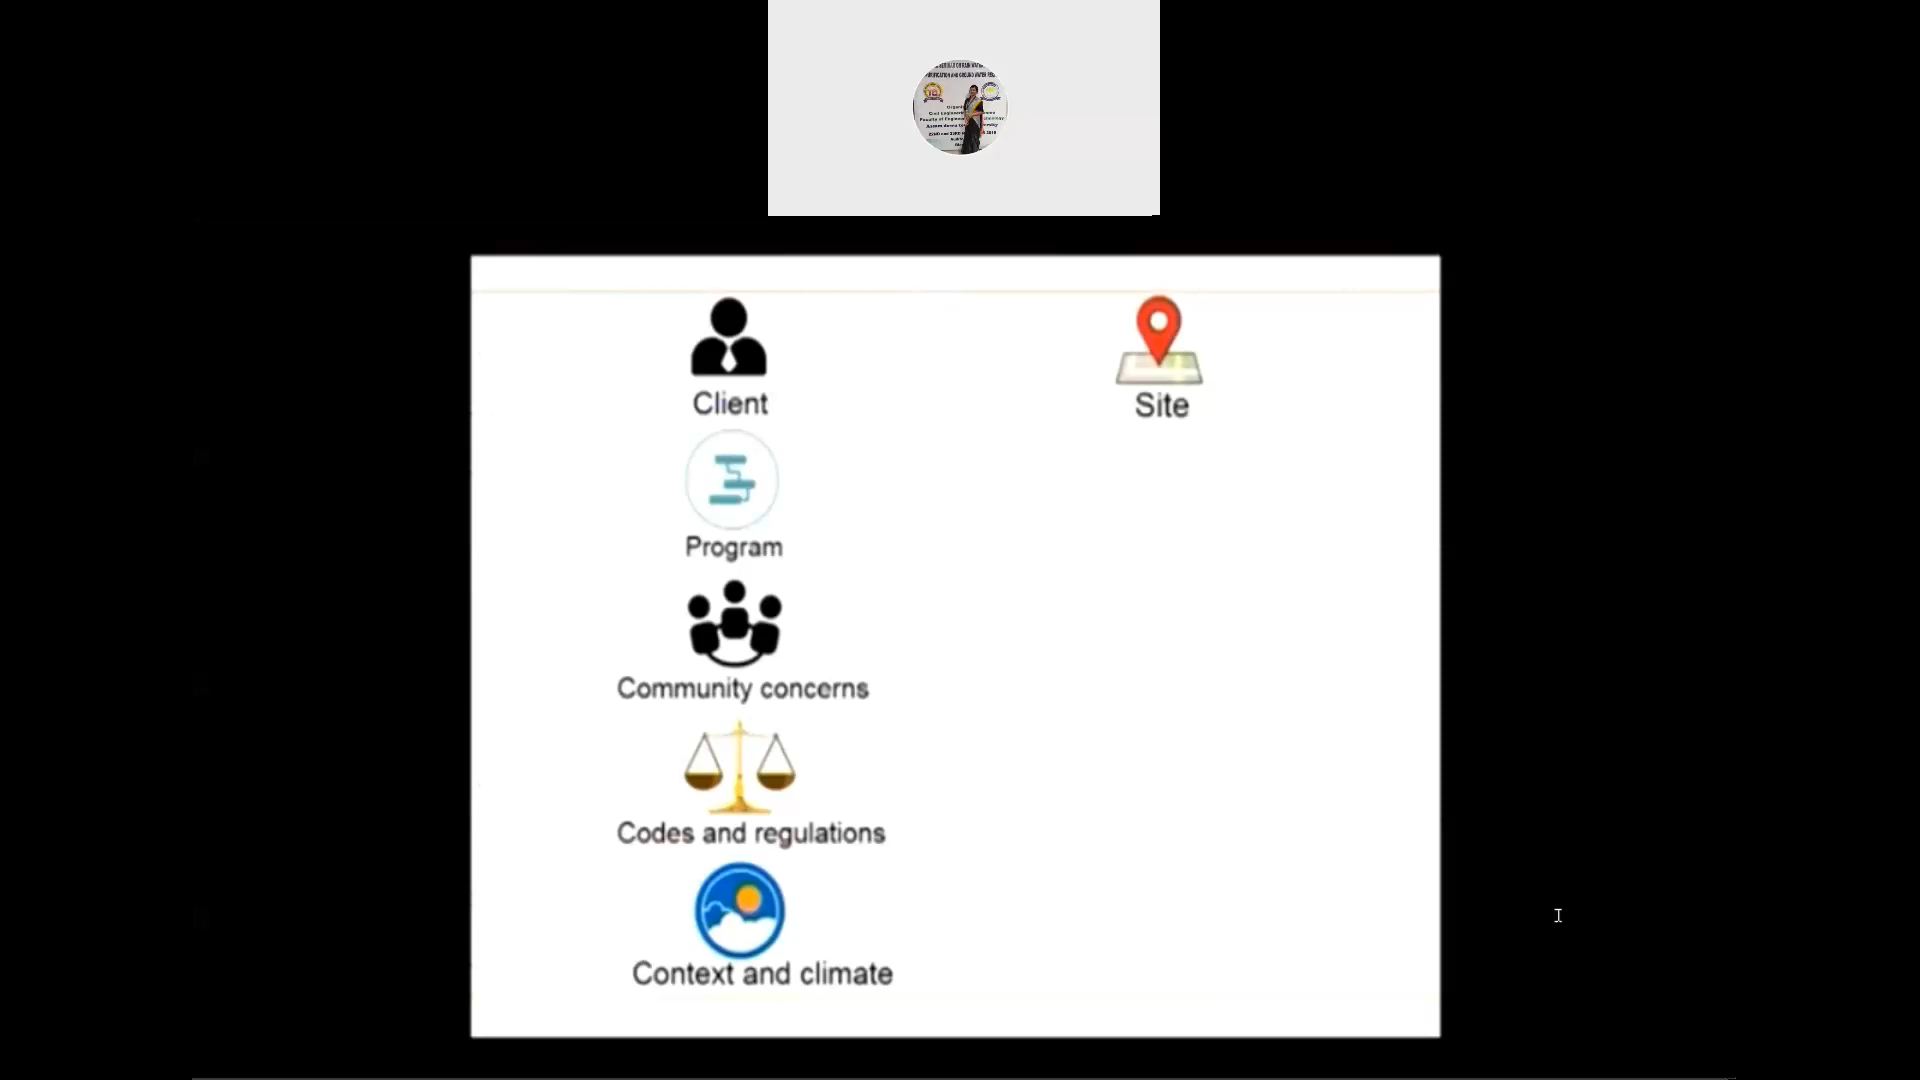 Client
Site
Program
Community concerns
Codes and regulations
Context and climate